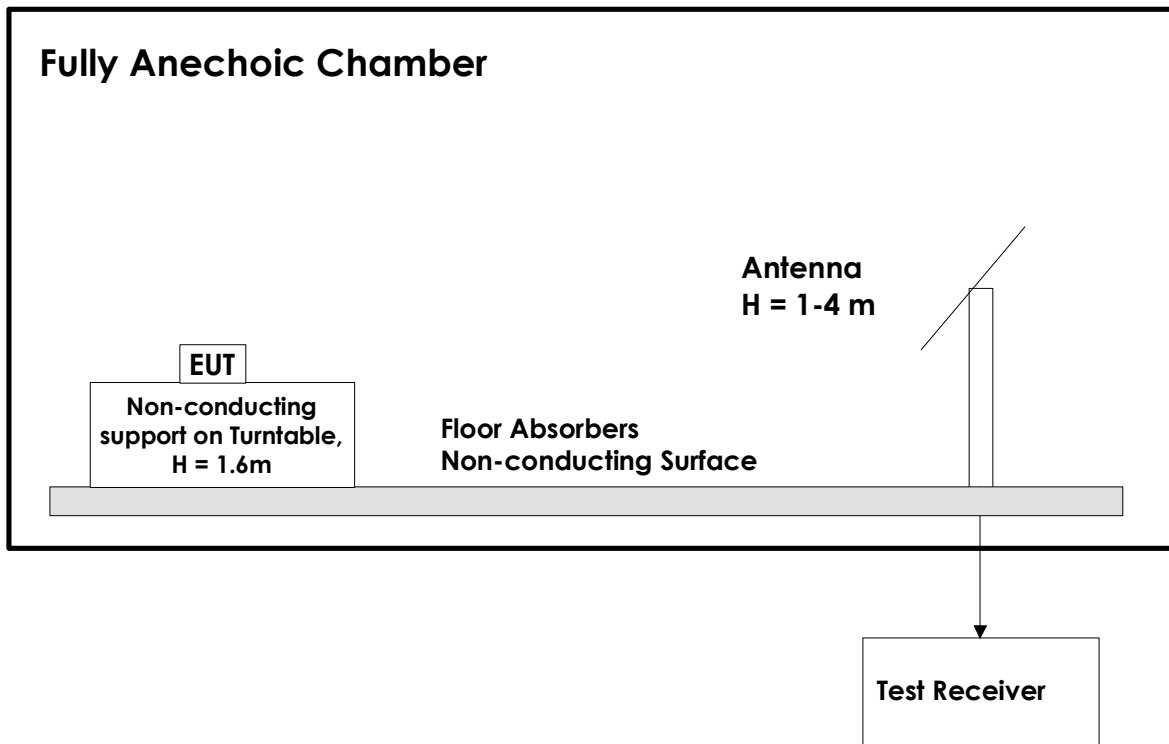 Fully Anechoic Chamber
Antenna
H = 1-4 m
EUT
Non-conducting
support on Turntable,
H = 1.6m
Floor Absorbers
Non-conducting Surface
Test Receiver